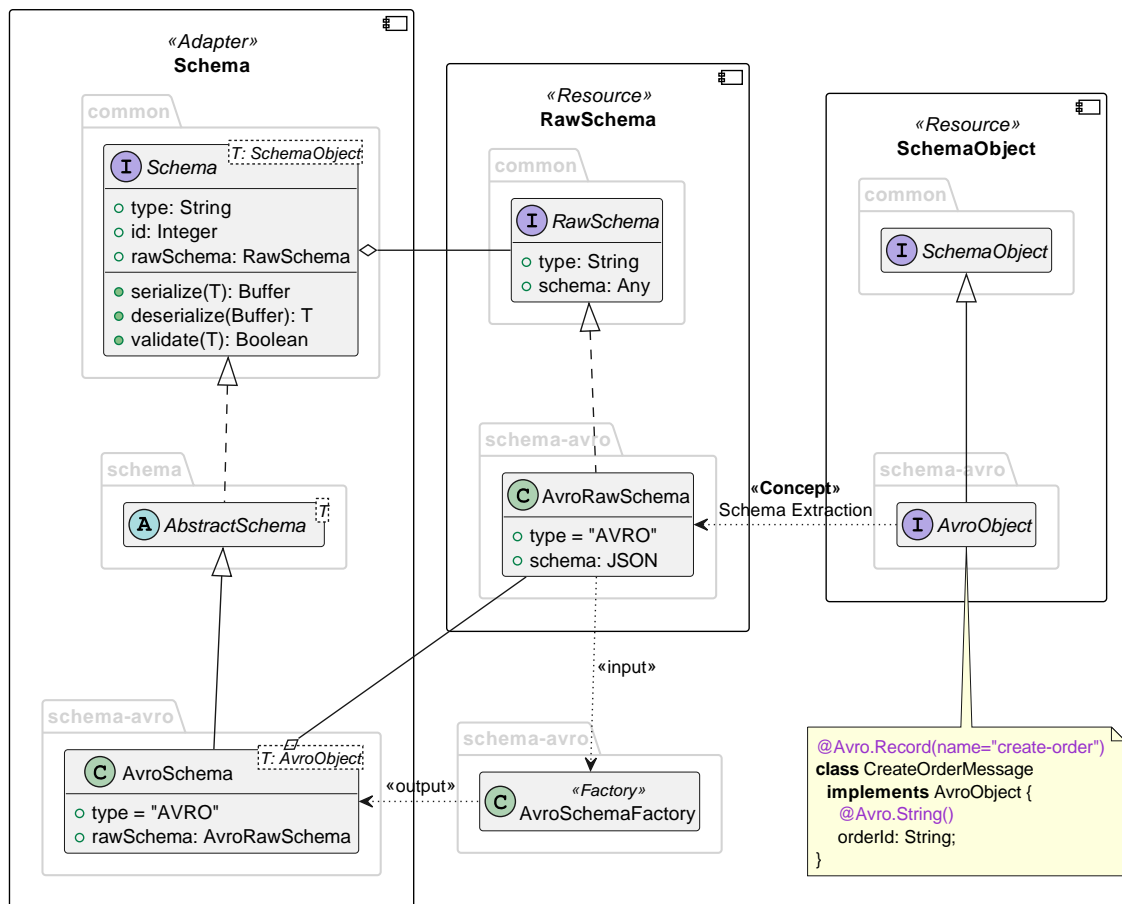 «Adapter»
Schema
common
I
Schema
T: SchemaObject
type: String
id: Integer
rawSchema: RawSchema
serialize(T): Buffer
deserialize(Buffer): T
validate(T): Boolean
schema
A
AbstractSchema
T
schema-avro
C
AvroSchema
T: AvroObject
type = "AVRO"
rawSchema: AvroRawSchema
«Resource»
RawSchema
common
I
RawSchema
type: String
schema: Any
schema-avro
C
AvroRawSchema
type = "AVRO"
schema: JSON
«input»
schema-avro
C
«Factory»
AvroSchemaFactory
«output»
«Concept»
Schema Extraction
«Resource»
SchemaObject
common
I
SchemaObject
schema-avro
I
AvroObject
@Avro.Record(name="create-order")
class CreateOrderMessage
implements AvroObject {
@Avro.String()
orderId: String;
}